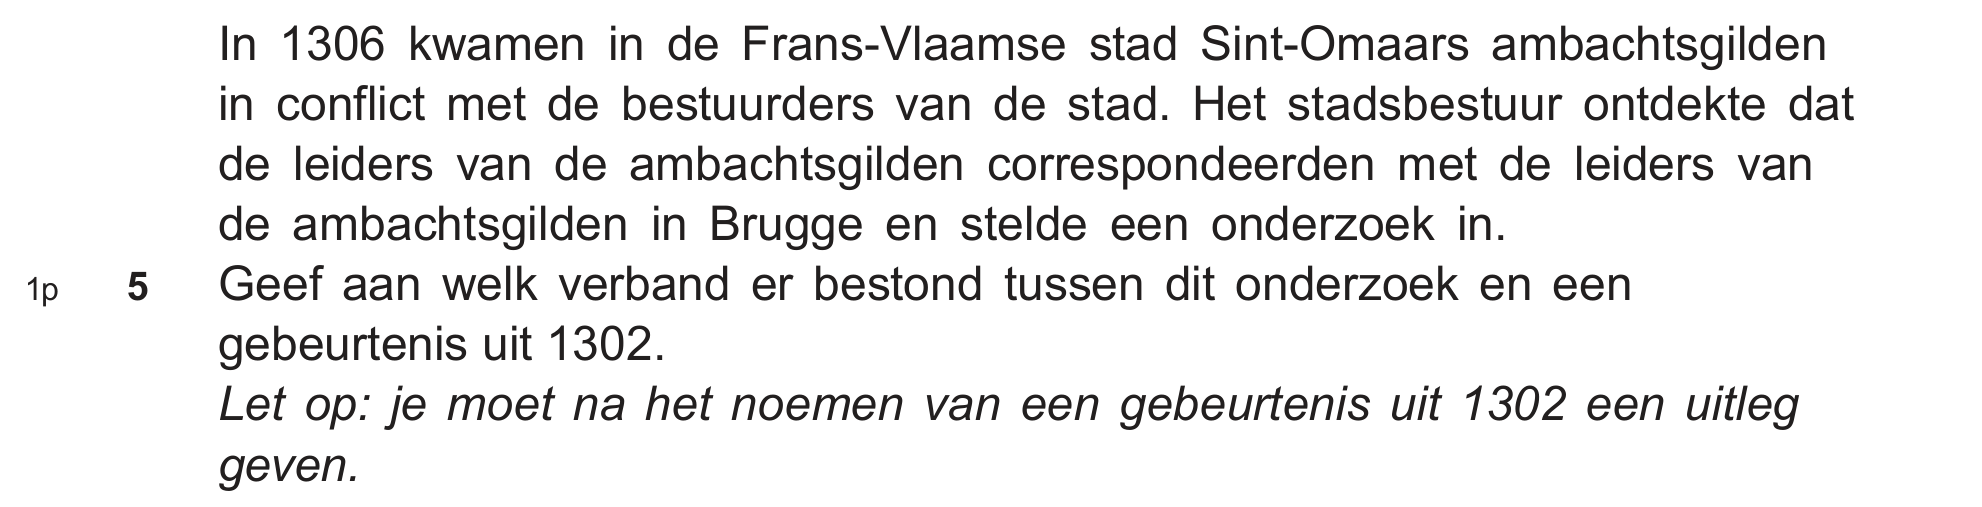 In 1306 kwamen in de Frans-Vlaamse stad Sint-Omaars ambachtsgilden
in conflict met de bestuurders van de stad. Het stadsbestuur ontdekte dat
de leiders van de ambachtsgilden correspondeerden met de leiders van
de ambachtsgilden in Brugge en stelde een onderzoek in.
1p 5 Geef aan welk verband er bestond tussen dit onderzoek en een
gebeurtenis uit 1302.
Let op: je moet na het noemen van een gebeurtenis uit 1302 een uitleg
geven.